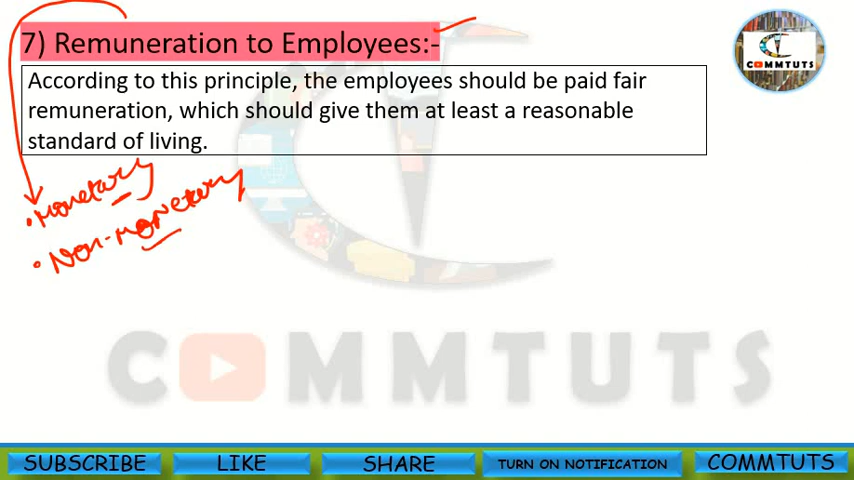 7) Remuneration to Employees:-
COMMTUTS
According to this principle, the employees should be paid fair
remuneration, which should give them at least a reasonable
standard of living.
• Monetary
• Non-monetary
COMMTUTS
SUBSCRIBE
LIKE
SHARE
TURN ON NOTIFICATION
COMMTUTS